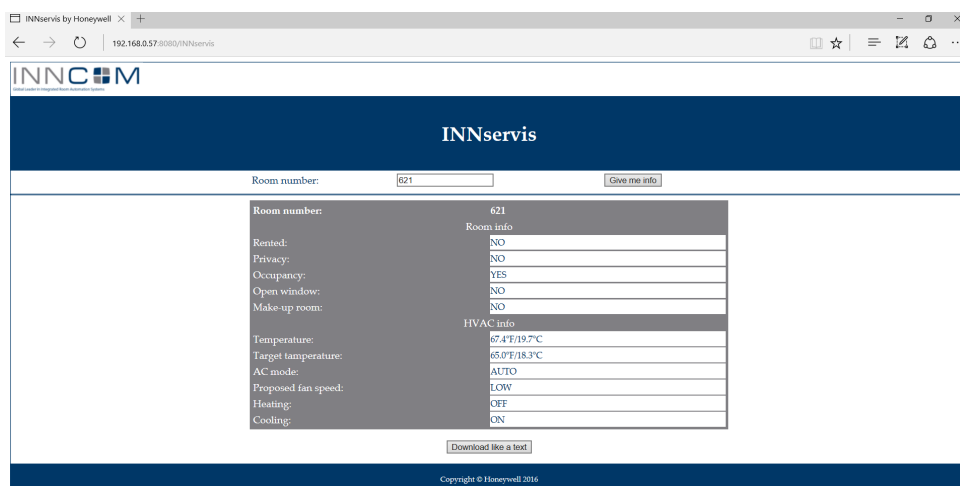 INNservis by Honeywell
192.168.0.57:8080/INNservis
INNCOM
Global Leader in Integrated Room Automation Systems
INNservis
Room number: 621 Give me info
Room number: 621
Room info
Rented: NO
Privacy: NO
Occupancy: YES
Open window: NO
Make-up room: NO
HVAC info
Temperature: 67.4°F/19.7°C
Target tamperature: 65.0°F/18.3°C
AC mode: AUTO
Proposed fan speed: LOW
Heating: OFF
Cooling: ON
Download like a text
Copyright © Honeywell 2016